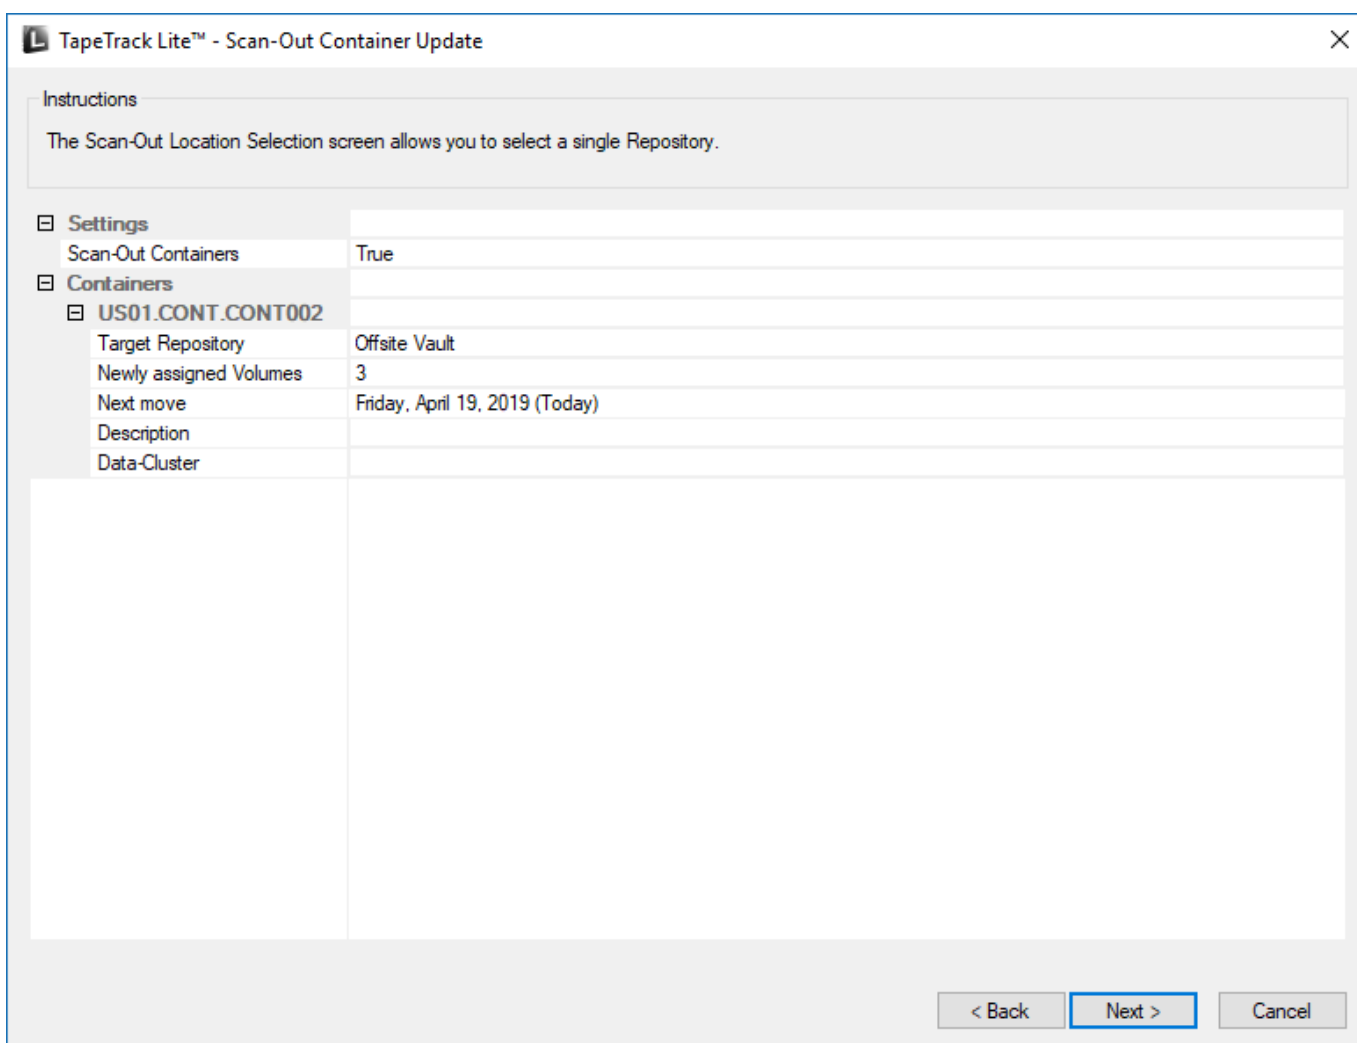 TapeTrack Lite™ - Scan-Out Container Update
Instructions
The Scan-Out Location Selection screen allows you to select a single Repository.
Settings
Scan-Out Containers True
Containers
US01.CONT.CONT002
Target Repository Offsite Vault
Newly assigned Volumes 3
Next move Friday, April 19, 2019 (Today)
Description
Data-Cluster
< Back Next > Cancel